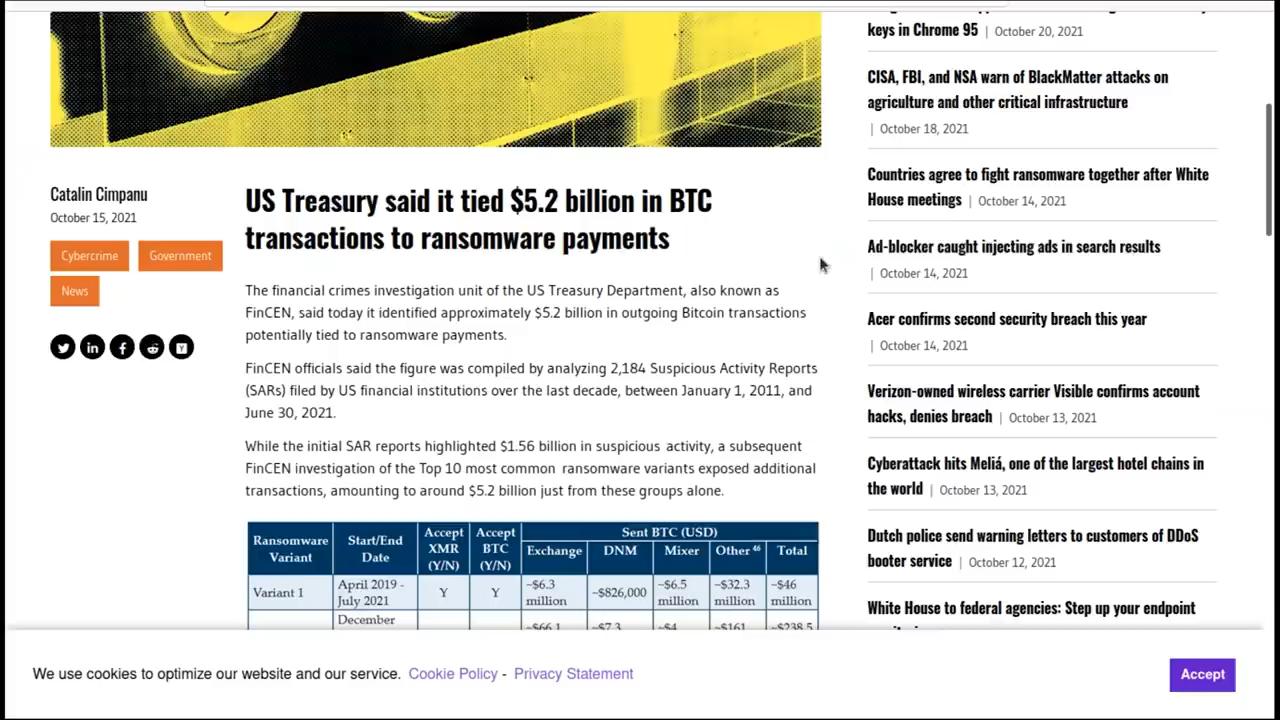 keys in Chrome 95 | October 20, 2021
CISA, FBI, and NSA warn of BlackMatter attacks on
agriculture and other critical infrastructure
| October 18, 2021
Countries agree to fight ransomware together after White
House meetings | October 14, 2021
Ad-blocker caught injecting ads in search results
| October 14, 2021
Acer confirms second security breach this year
| October 14, 2021
Verizon-owned wireless carrier Visible confirms account
hacks, denies breach | October 13, 2021
Cyberattack hits Meliá, one of the largest hotel chains in
the world | October 13, 2021
Dutch police send warning letters to customers of DDoS
booter service | October 12, 2021
White House to federal agencies: Step up your endpoint
Catalin Cimpanu
October 15, 2021
Cybercrime
Government
News
US Treasury said it tied $5.2 billion in BTC
transactions to ransomware payments
The financial crimes investigation unit of the US Treasury Department, also known as
FinCEN, said today it identified approximately $5.2 billion in outgoing Bitcoin transactions
potentially tied to ransomware payments.
FinCEN officials said the figure was compiled by analyzing 2,184 Suspicious Activity Reports
(SARs) filed by US financial institutions over the last decade, between January 1, 2011, and
June 30, 2021.
While the initial SAR reports highlighted $1.56 billion in suspicious activity, a subsequent
FinCEN investigation of the Top 10 most common ransomware variants exposed additional
transactions, amounting to around $5.2 billion just from these groups alone.
Ransomware Variant
Start/End Date
Accept XMR (Y/N)
Accept BTC (Y/N)
Sent BTC (USD)
Exchange
DNM
Mixer
Other 46
Total
Variant 1
April 2019 - July 2021
Y
Y
~$6.3 million
~$826,000
~$6.5 million
~$32.3 million
~$46 million
December
~$66.1
~$7.3
~$4
~$161
~$238.5
We use cookies to optimize our website and our service. Cookie Policy - Privacy Statement
Accept